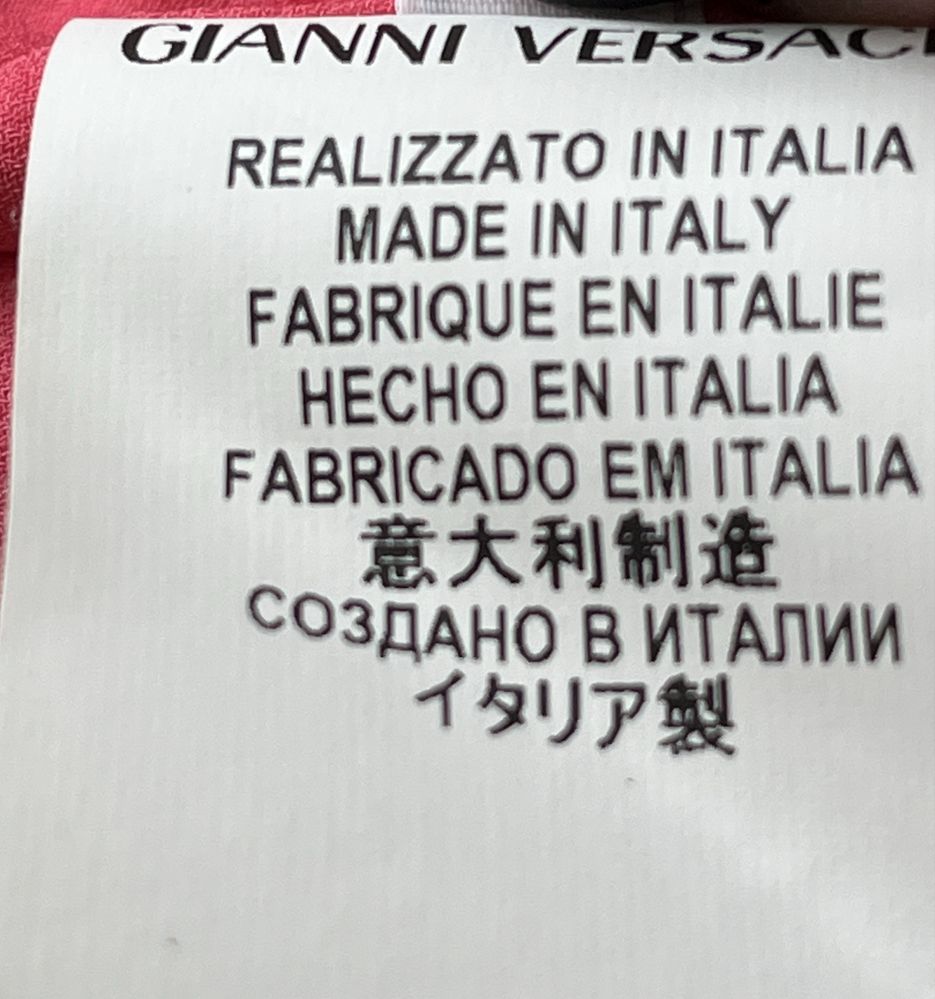 GIANNI VERSACE
REALIZZATO IN ITALIA
MADE IN ITALY
FABRIQUE EN ITALIE
HECHO EN ITALIA
FABRICADO EM ITALIA
意大利制造
СОЗДАНО В ИТАЛИИ
イタリア製